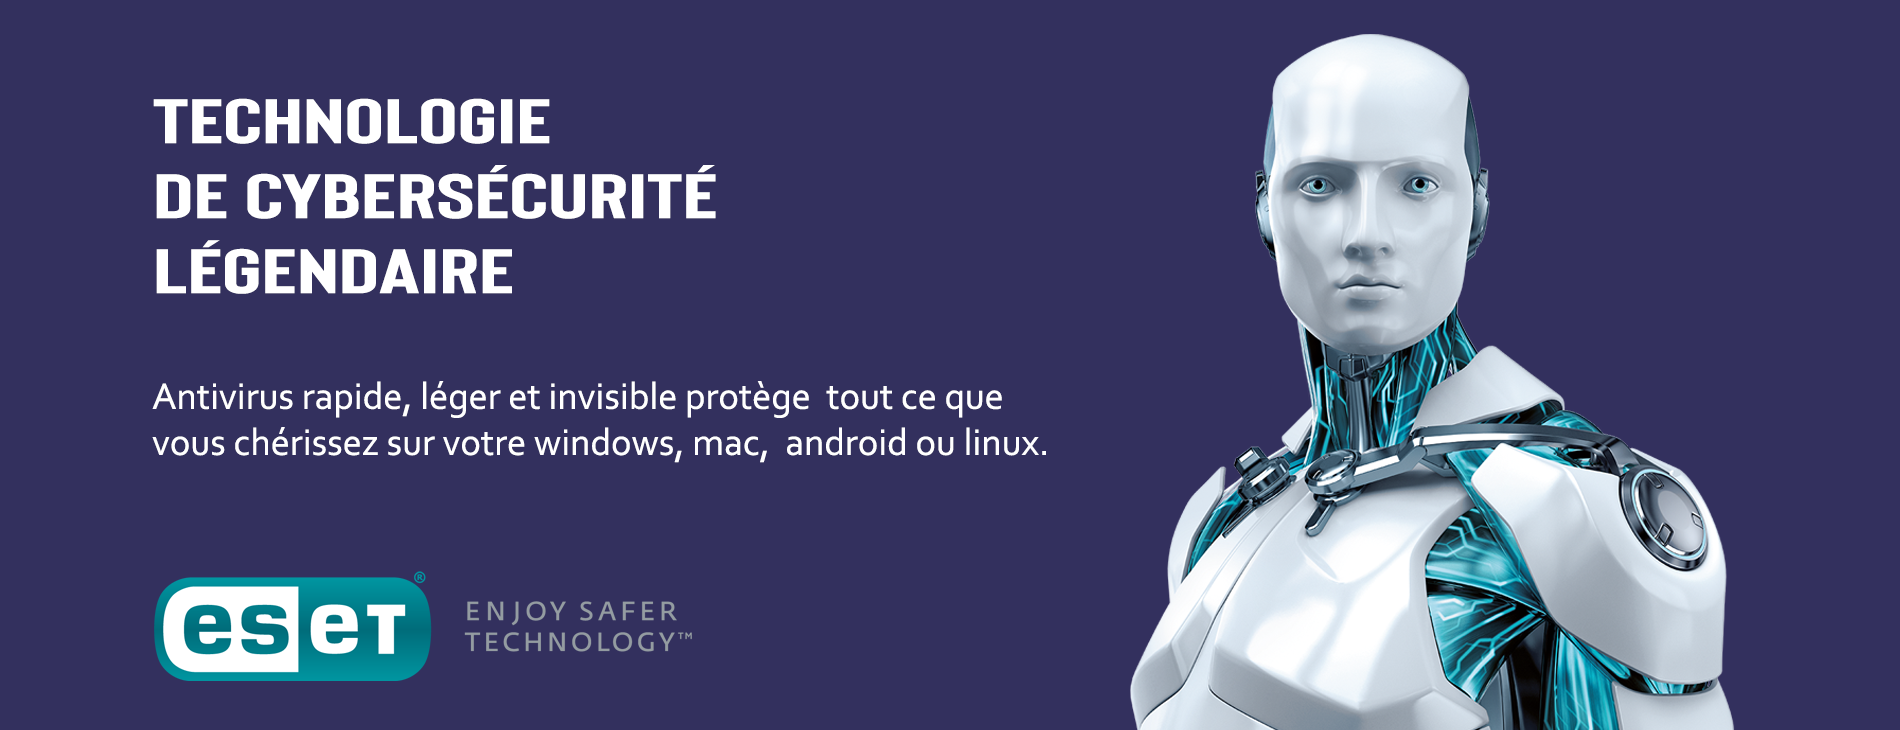 TECHNOLOGIE
DE CYBERSÉCURITÉ
LÉGENDAIRE
Antivirus rapide, léger et invisible protège  tout ce que
vous chérissez sur votre windows, mac,  android ou linux.
eseT®
ENJOY SAFER
TECHNOLOGY™